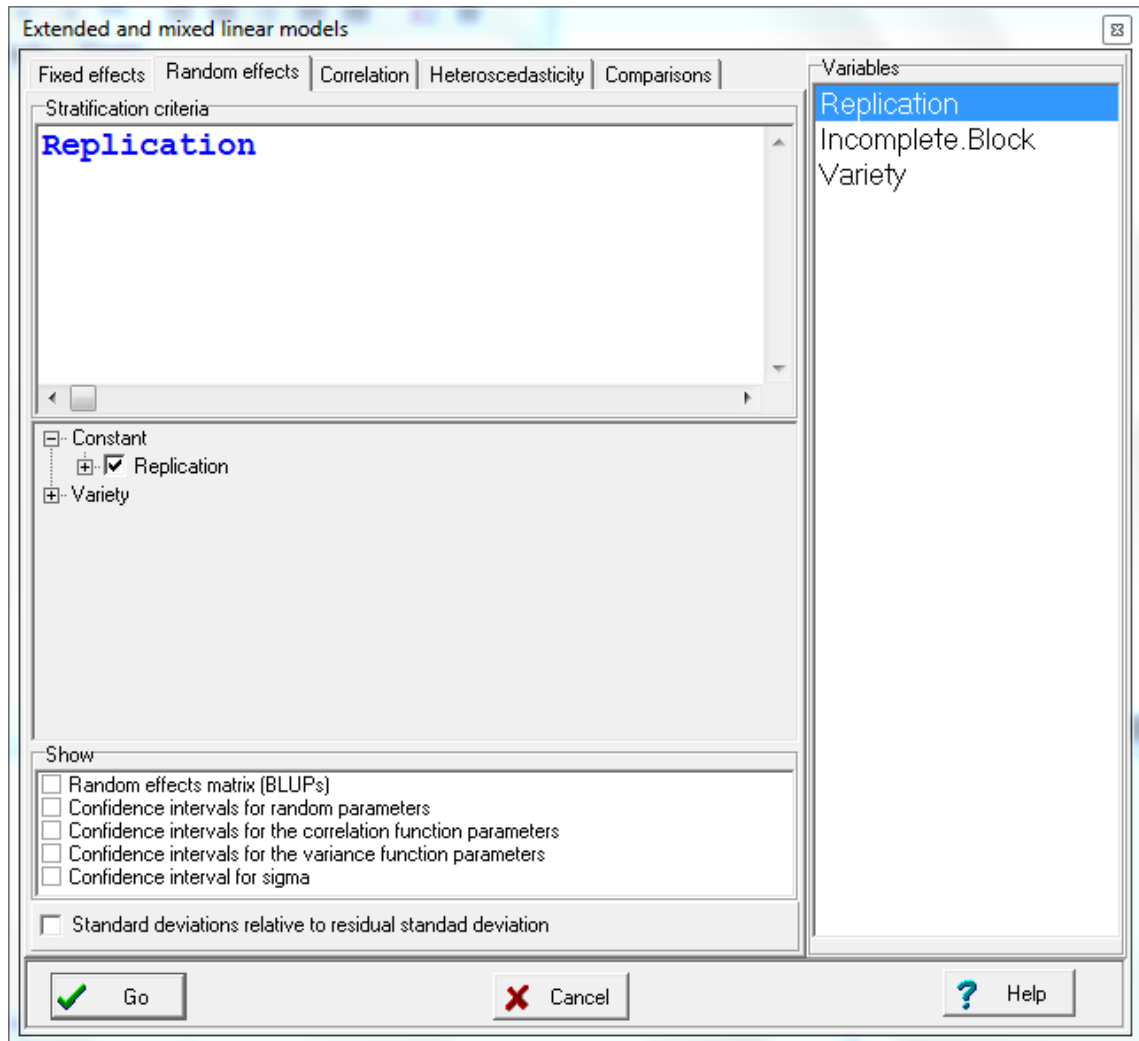 Extended and mixed linear models
Fixed effects Random effects Correlation Heteroscedasticity Comparisons
Stratification criteria
Replication
Constant
Replication
Variety
Show
Random effects matrix (BLUPs)
Confidence intervals for random parameters
Confidence intervals for the correlation function parameters
Confidence intervals for the variance function parameters
Confidence interval for sigma
Standard deviations relative to residual standad deviation
Variables
Replication
Incomplete.Block
Variety
Go
Cancel
? Help